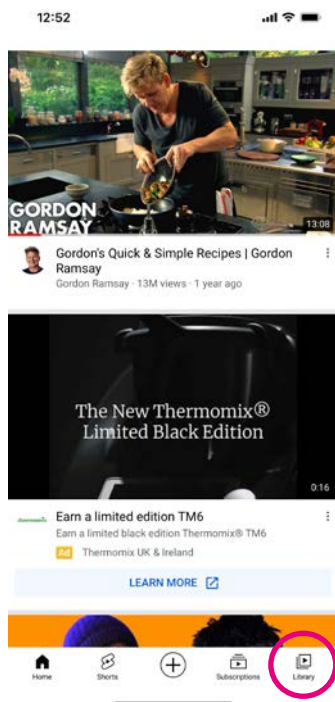 12:52
GORDON
RAMSAY
13:08
Gordon's Quick & Simple Recipes | Gordon
Ramsay
Gordon Ramsay · 13M views · 1 year ago
The New Thermomix®
Limited Black Edition
0:16
thermomix
Earn a limited edition TM6
Earn a limited black edition Thermomix® TM6
Ad Thermomix UK & Ireland
LEARN MORE
Home Shorts Subscriptions Library